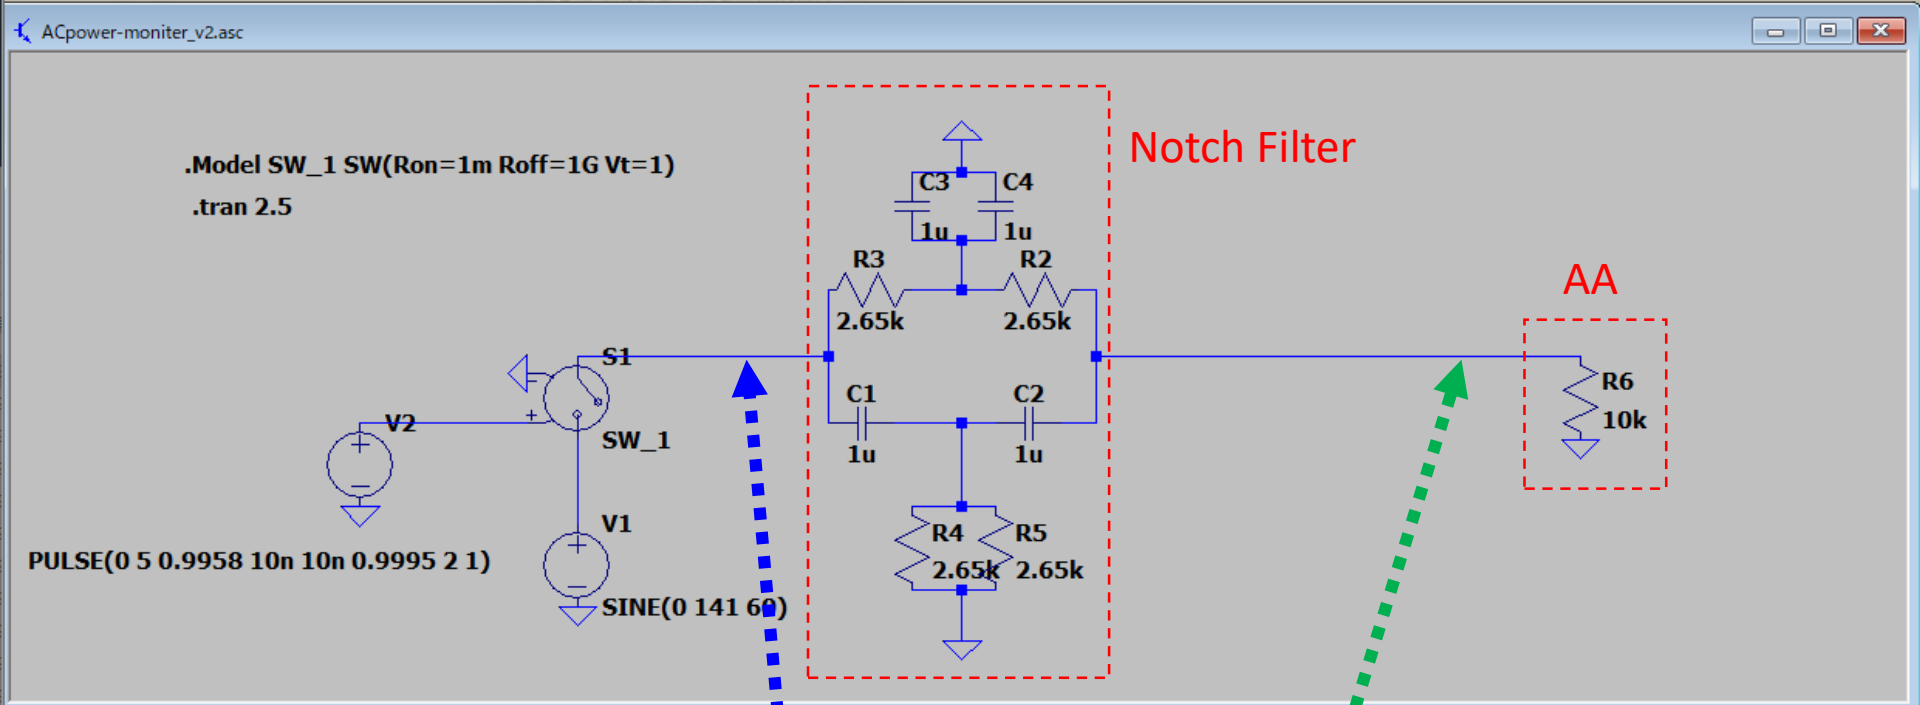 ACpower-moniter_v2.asc
.Model SW_1 SW(Ron=1m Roff=1G Vt=1)
.tran 2.5
Notch Filter
C3
C4
1u
1u
R3
R2
2.65k
2.65k
AA
S1
R6
10k
C1
C2
1u
1u
V2
SW_1
V1
R4
R5
2.65k
2.65k
PULSE(0 5 0.9958 10n 10n 0.9995 2 1)
SINE(0 141 60)